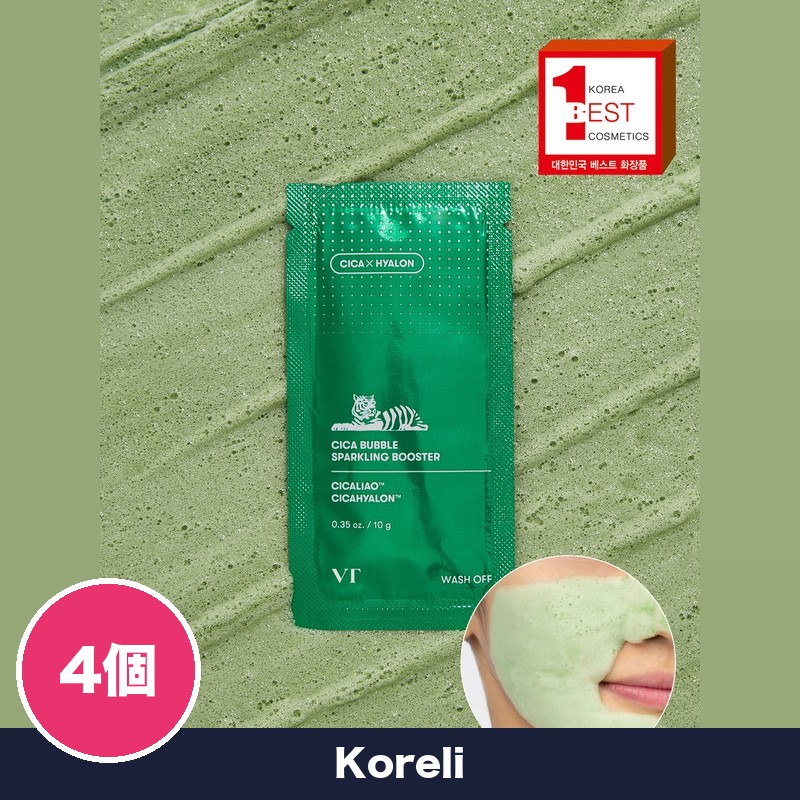 1
KOREA
BEST
COSMETICS
대한민국 베스트 화장품
CICA × HYALON
CICA BUBBLE
SPARKLING BOOSTER
CICALIAO™
CICAHYALON™
0.35 oz. / 10 g
VT
WASH OFF
4個
Koreli